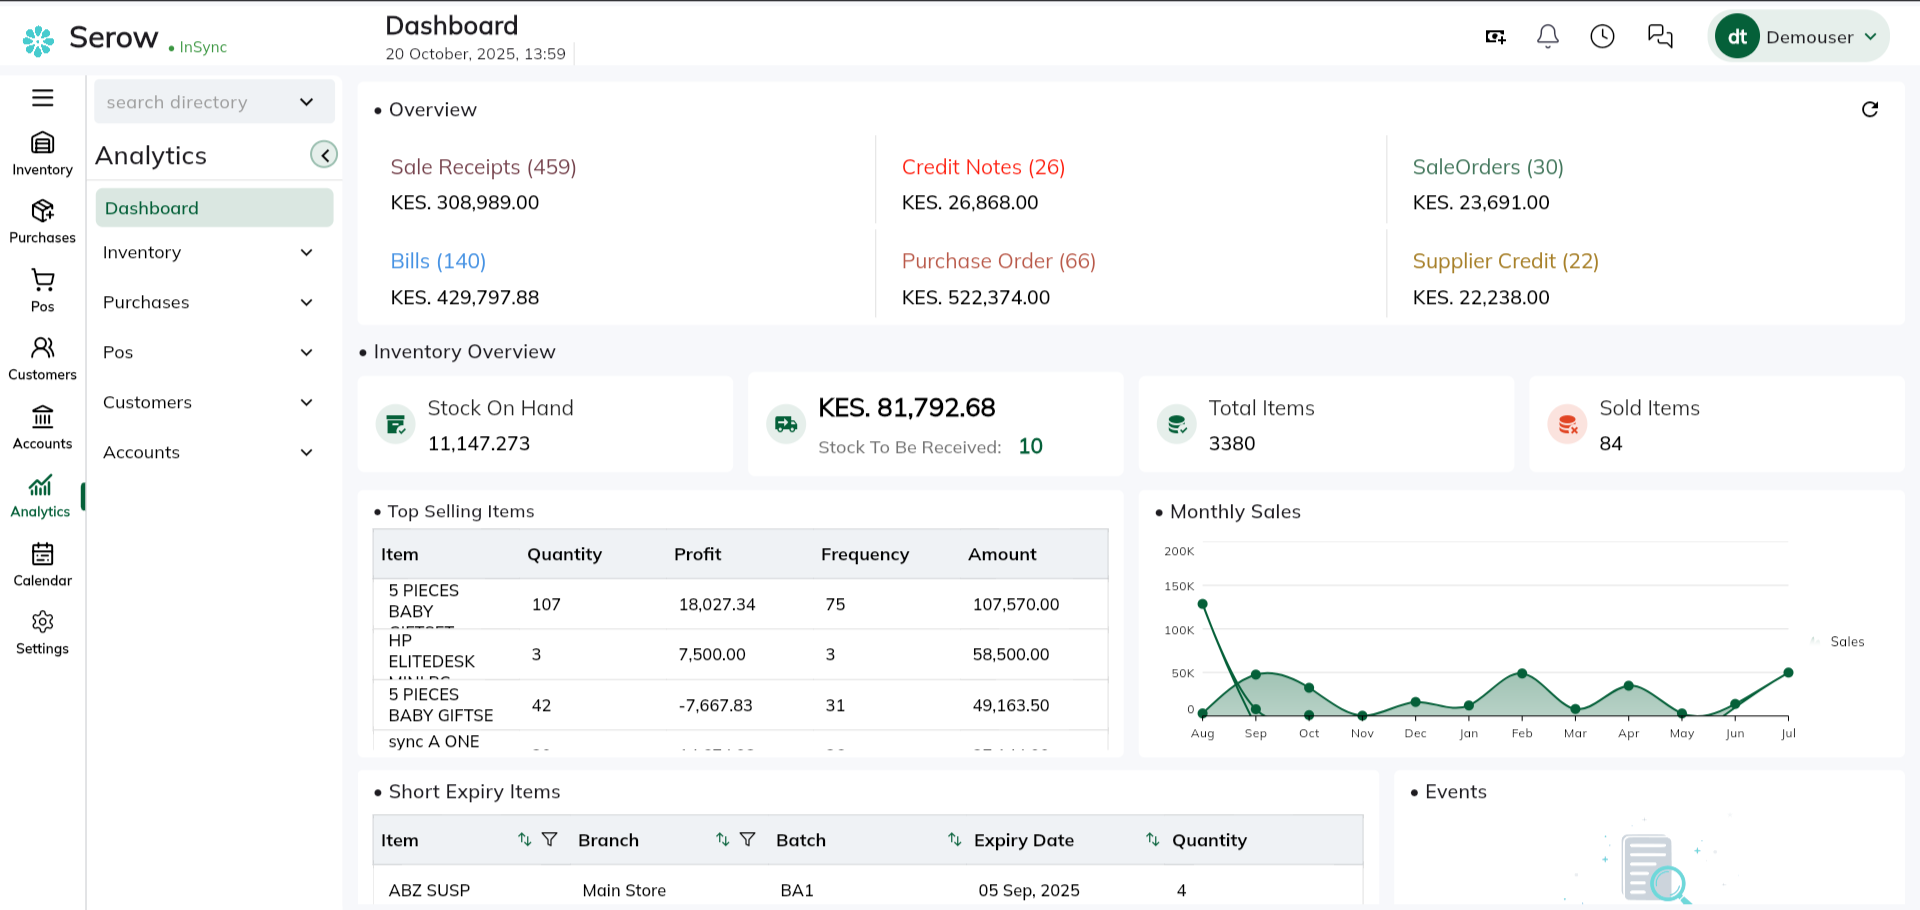 Serow
InSync
Dashboard
20 October, 2025, 13:59
dt
Demouser
search directory
Inventory
Purchases
Pos
Customers
Accounts
Analytics
Calendar
Settings
Analytics
Dashboard
Inventory
Purchases
Pos
Customers
Accounts
• Overview
Sale Receipts (459)
KES. 308,989.00
Credit Notes (26)
KES. 26,868.00
SaleOrders (30)
KES. 23,691.00
Bills (140)
KES. 429,797.88
Purchase Order (66)
KES. 522,374.00
Supplier Credit (22)
KES. 22,238.00
• Inventory Overview
Stock On Hand
11,147.273
KES. 81,792.68
Stock To Be Received: 10
Total Items
3380
Sold Items
84
• Top Selling Items
Item Quantity Profit Frequency Amount
5 PIECES
BABY
107 18,027.34 75 107,570.00
HP
ELITEDESK
3 7,500.00 3 58,500.00
5 PIECES
BABY GIFTSE
42 -7,667.83 31 49,163.50
sync A ONE
• Monthly Sales
200K
150K
100K
50K
0
Aug Sep Oct Nov Dec Jan Feb Mar Apr May Jun Jul
Sales
• Short Expiry Items
Item Branch Batch Expiry Date Quantity
ABZ SUSP Main Store BA1 05 Sep, 2025 4
• Events